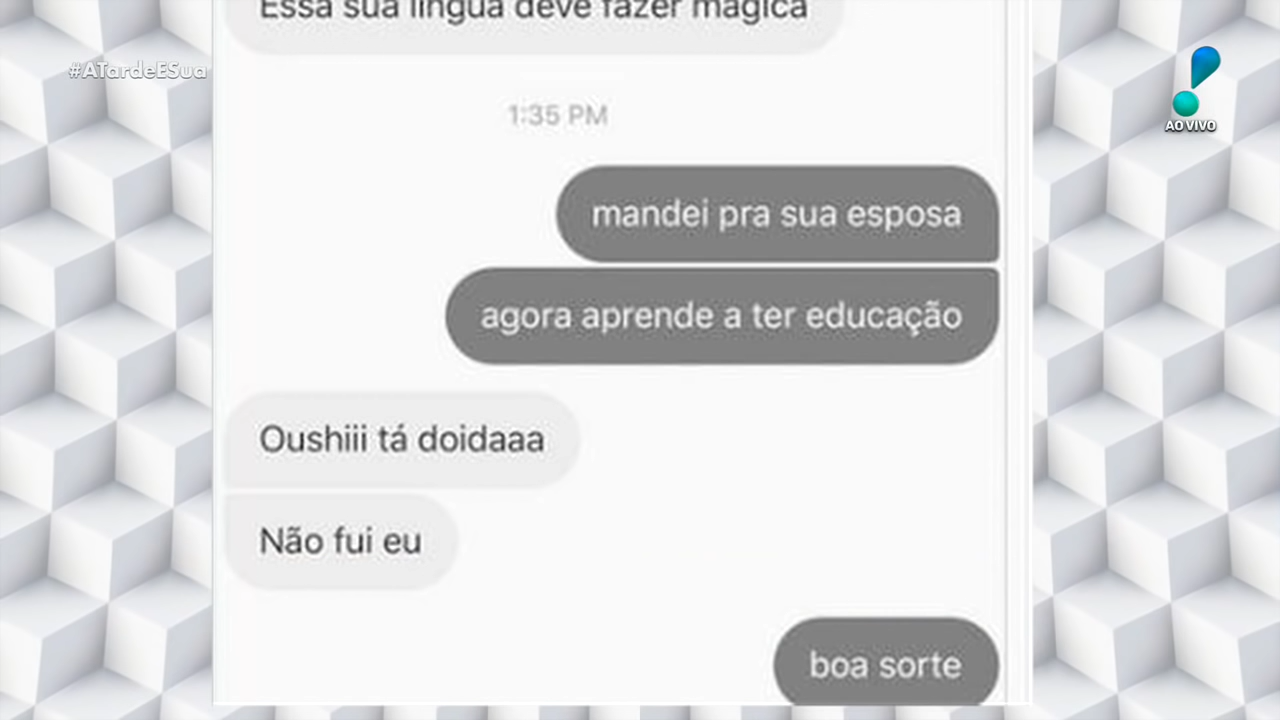 Essa sua língua deve fazer mágica
#ATardeESua
AO VIVO
1:35 PM
mandei pra sua esposa
agora aprende a ter educação
Oushiii tá doidaaa
Não fui eu
boa sorte